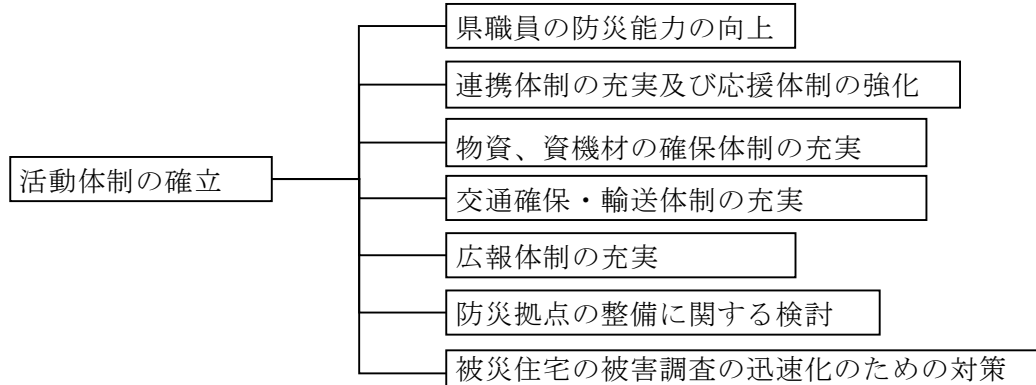 県職員の防災能力の向上
連携体制の充実及び応援体制の強化
物資、資機材の確保体制の充実
活動体制の確立
交通確保・輸送体制の充実
広報体制の充実
防災拠点の整備に関する検討
被災住宅の被害調査の迅速化のための対策